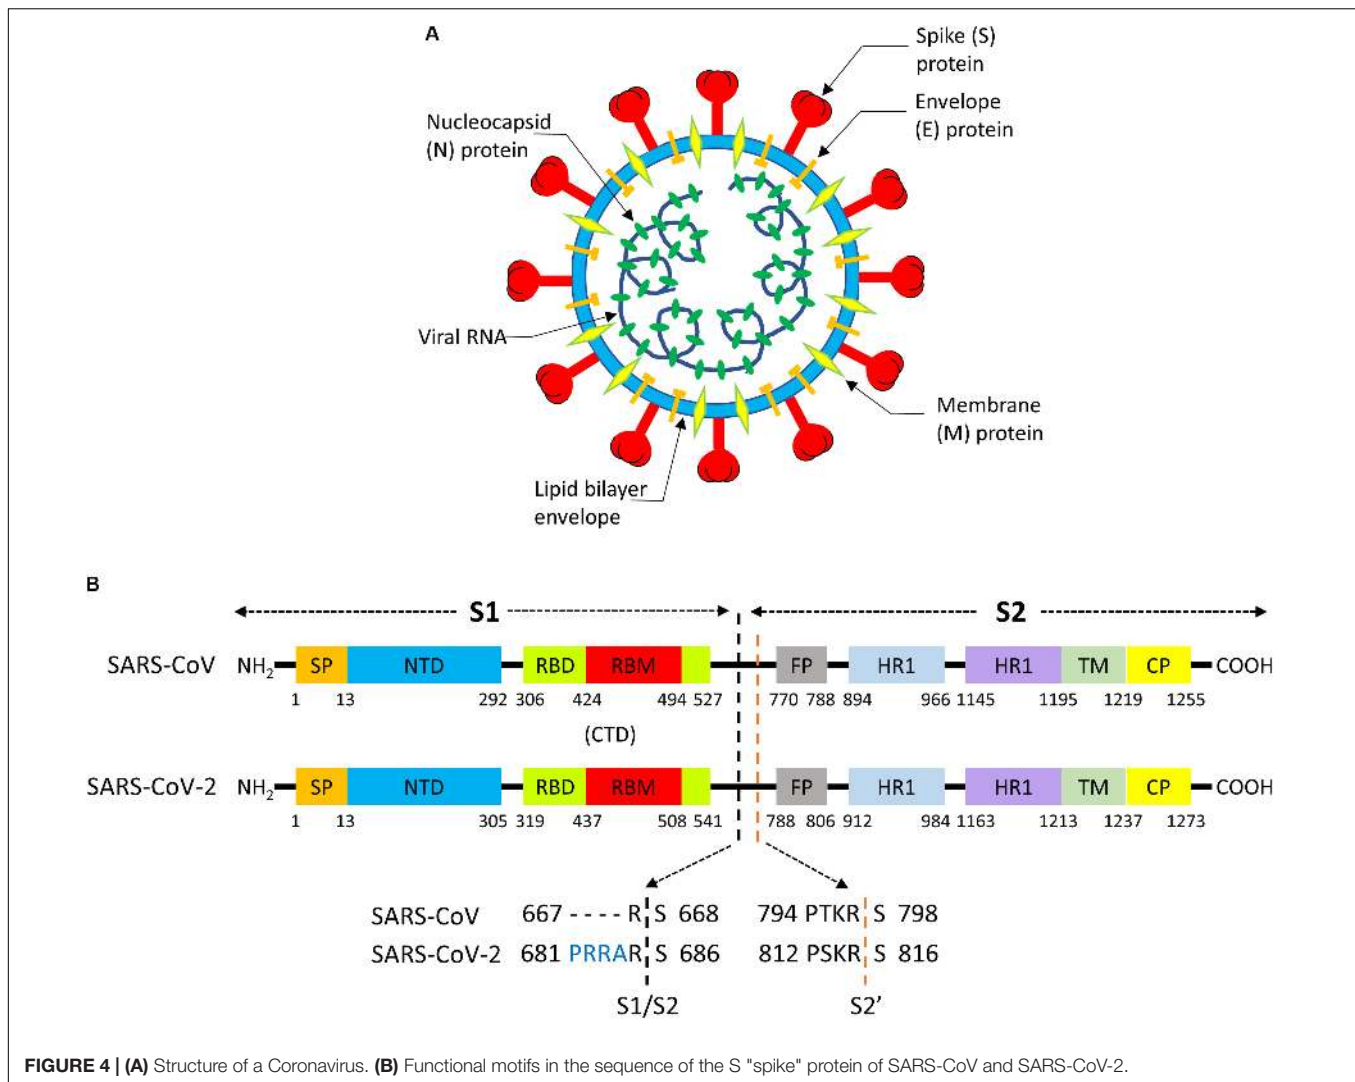 A
Spike (S)
protein
Envelope
(E) protein
Nucleocapsid
(N) protein
Viral RNA
Membrane
(M) protein
Lipid bilayer
envelope
B
S1 S2
SARS-CoV NH2 SP NTD RBD RBM FP HR1 HR1 TM CP COOH
1 13 292 306 424 494 527 770 788 894 966 1145 1195 1219 1255
(CTD)
SARS-CoV-2 NH2 SP NTD RBD RBM FP HR1 HR1 TM CP COOH
1 13 305 319 437 508 541 788 806 912 984 1163 1213 1237 1273
SARS-CoV 667 - - - - R S 668 794 PTKR S 798
SARS-CoV-2 681 PRRAR S 686 812 PSKR S 816
S1/S2 S2'
FIGURE 4 | (A) Structure of a Coronavirus. (B) Functional motifs in the sequence of the S "spike" protein of SARS-CoV and SARS-CoV-2.